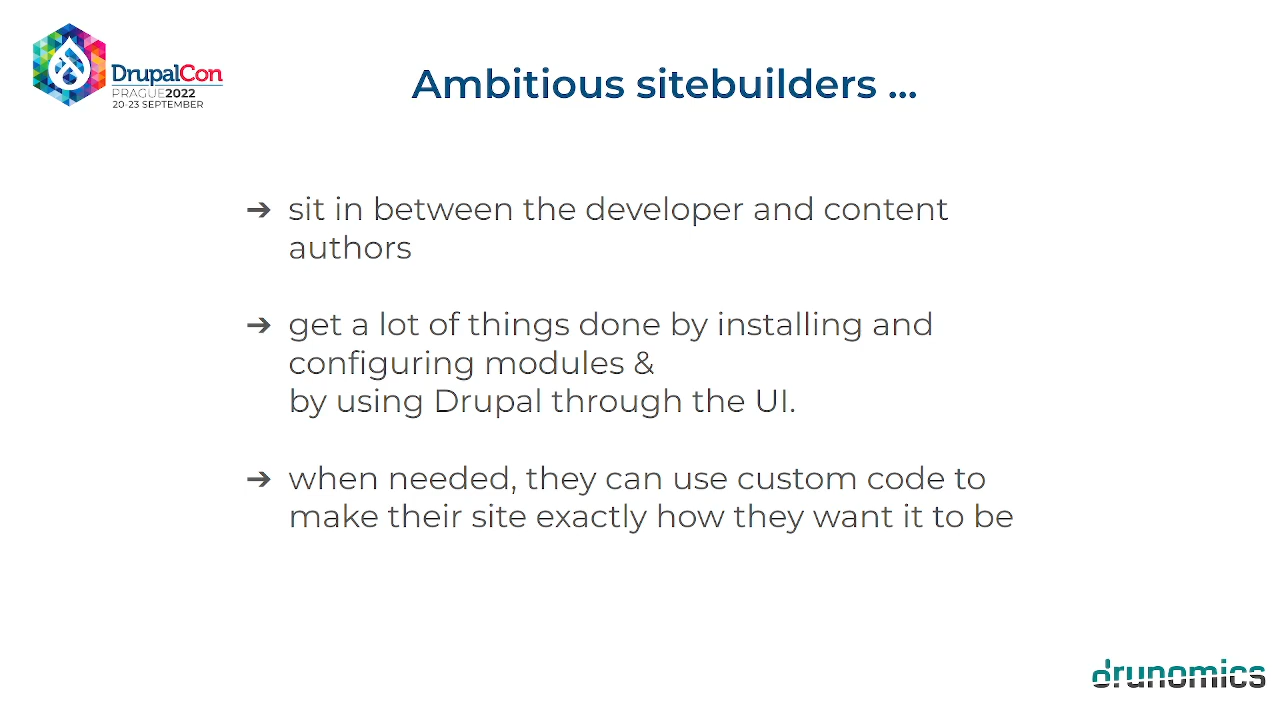 DrupalCon
PRAGUE2022
20-23 SEPTEMBER
Ambitious sitebuilders ...
➔ sit in between the developer and content
authors
➔ get a lot of things done by installing and
configuring modules &
by using Drupal through the UI.
➔ when needed, they can use custom code to
make their site exactly how they want it to be
drunomics